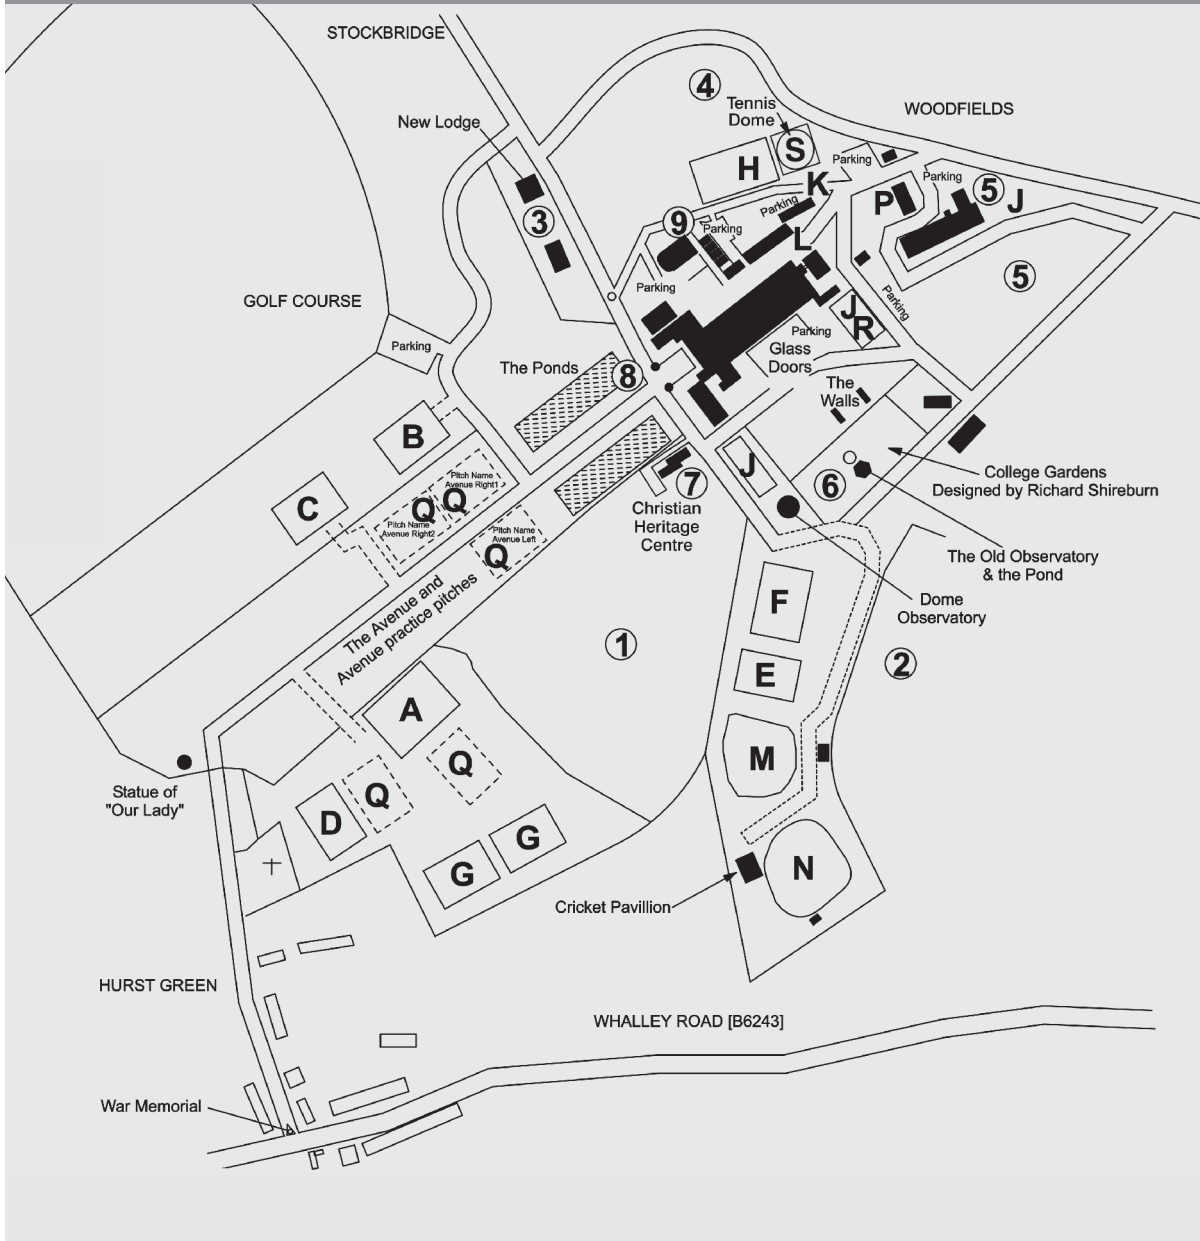 STOCKBRIDGE
4
WOODFIELDS
Tennis
Dome
New Lodge
S
Parking
H
K
Parking
5
J
P
3
9
Parking
Parking
L
5
GOLF COURSE
Parking
Parking
J
R
Parking
Parking
Glass
Doors
The Ponds
8
The
Walls
B
J
College Gardens
Designed by Richard Shireburn
6
7
Pitch Name
Avenue Right1
Q
Q
Pitch Name
Avenue Right2
C
Christian
Heritage
Centre
Pitch Name
Avenue Left
Q
The Old Observatory
& the Pond
Dome
Observatory
F
The Avenue and
Avenue practice pitches
1
2
E
A
M
Q
Statue of
"Our Lady"
Q
D
G
G
N
Cricket Pavillion
HURST GREEN
WHALLEY ROAD [B6243]
War Memorial